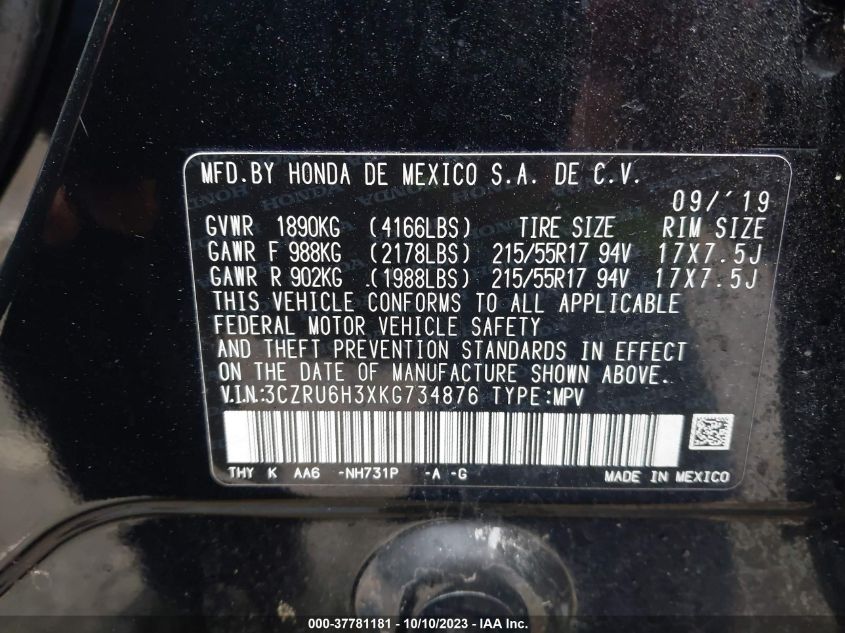 MFD.BY HONDA DE MEXICO S.A. DE C.V.
09/'19
GVWR 1890KG (4166LBS) TIRE SIZE RIM SIZE
GAWR F 988KG (2178LBS) 215/55R17 94V 17X7.5J
GAWR R 902KG (1988LBS) 215/55R17 94V 17X7.5J
THIS VEHICLE CONFORMS TO ALL APPLICABLE
FEDERAL MOTOR VEHICLE SAFETY
AND THEFT PREVENTION STANDARDS IN EFFECT
ON THE DATE OF MANUFACTURE SHOWN ABOVE.
V.I.N.:3CZRU6H3XKG734876 TYPE:MPV
THY K AA6 -NH731P -A -G
MADE IN MEXICO
000-37781181 - 10/10/2023 - IAA Inc.